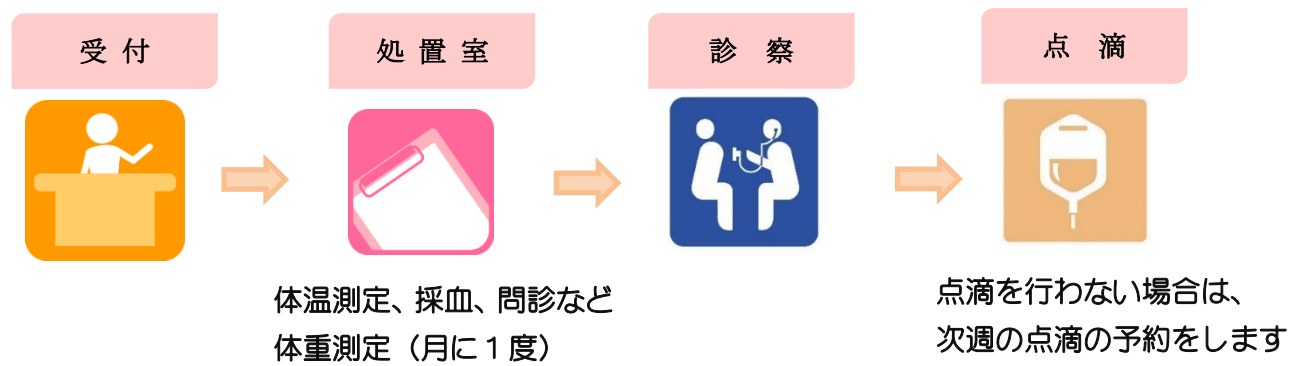 受付
処置室
診察
点滴
体温測定、採血、問診など
体重測定（月に１度）
点滴を行わない場合は、
次週の点滴の予約をします